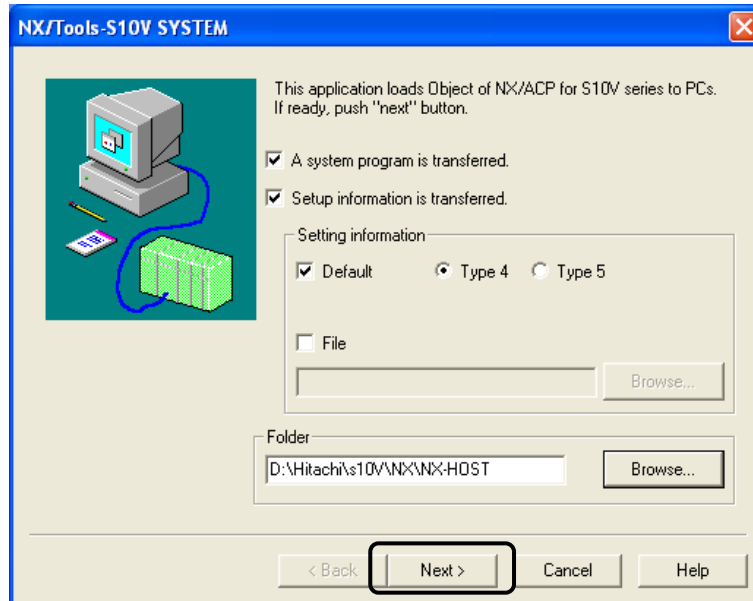 NX/Tools-S10V SYSTEM
This application loads Object of NX/ACP for S10V series to PCs.
If ready, push "next" button.
A system program is transferred.
Setup information is transferred.
Setting information
Default Type 4 Type 5
File
Browse...
Folder
D:\Hitachi\s10V\NX\NX-HOST Browse...
< Back Next > Cancel Help